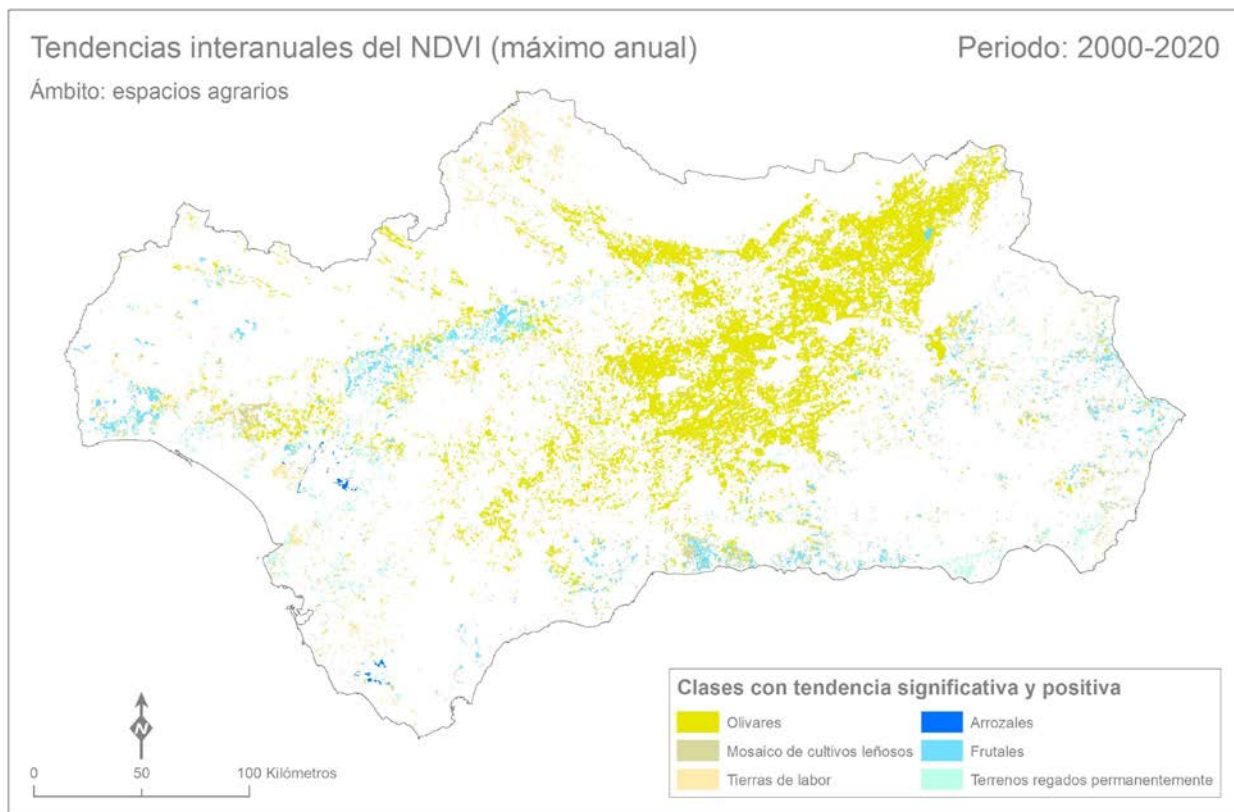 Tendencias interanuales del NDVI (máximo anual)
Periodo: 2000-2020
Ámbito: espacios agrarios
N
0 50 100 Kilómetros
Clases con tendencia significativa y positiva
Olivares
Mosaico de cultivos leñosos
Tierras de labor
Arrozales
Frutales
Terrenos regados permanentemente